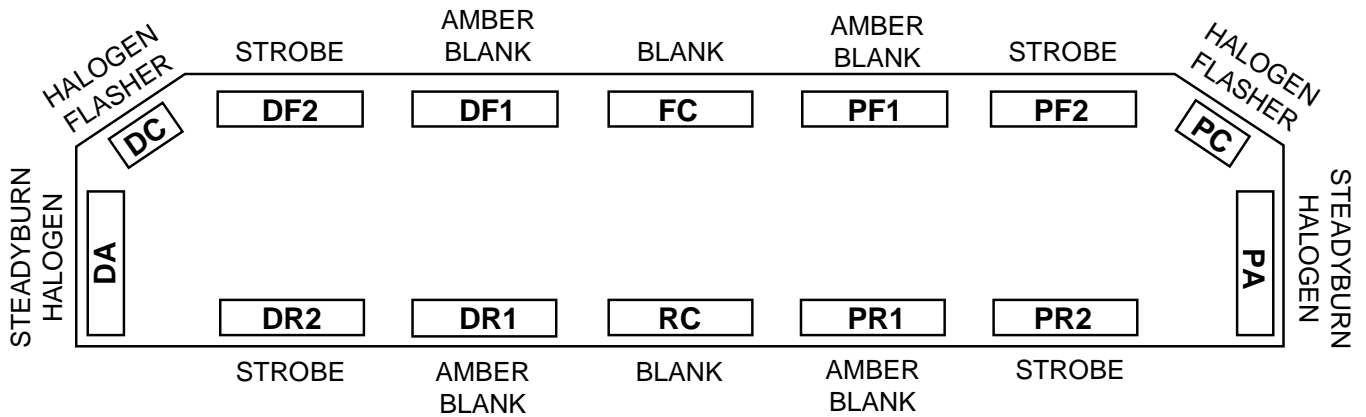 HALOGEN
FLASHER
STROBE
AMBER
BLANK
BLANK
AMBER
BLANK
STROBE
HALOGEN
FLASHER
DC
DF2
DF1
FC
PF1
PF2
PC
STEADYBURN
HALOGEN
DA
PA
STEADYBURN
HALOGEN
DR2
DR1
RC
PR1
PR2
STROBE
AMBER
BLANK
BLANK
AMBER
BLANK
STROBE